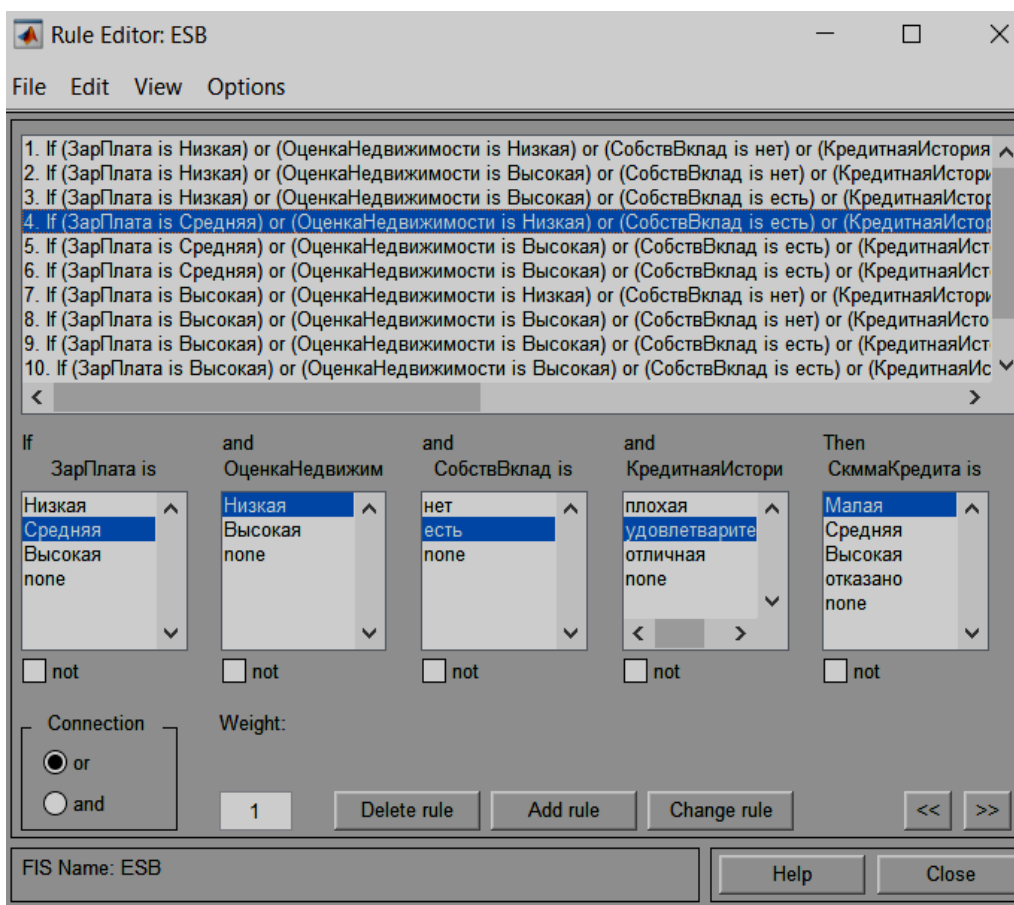 Rule Editor: ESB
File Edit View Options
1. If (ЗарПлата is Низкая) or (ОценкаНедвижимости is Низкая) or (СобствВклад is нет) or (КредитнаяИстория
2. If (ЗарПлата is Низкая) or (ОценкаНедвижимости is Высокая) or (СобствВклад is нет) or (КредитнаяИстори
3. If (ЗарПлата is Низкая) or (ОценкаНедвижимости is Высокая) or (СобствВклад is есть) or (КредитнаяИстор
4. If (ЗарПлата is Средняя) or (ОценкаНедвижимости is Низкая) or (СобствВклад is есть) or (КредитнаяИстор
5. If (ЗарПлата is Средняя) or (ОценкаНедвижимости is Высокая) or (СобствВклад is есть) or (КредитнаяИст
6. If (ЗарПлата is Средняя) or (ОценкаНедвижимости is Высокая) or (СобствВклад is есть) or (КредитнаяИст
7. If (ЗарПлата is Высокая) or (ОценкаНедвижимости is Низкая) or (СобствВклад is нет) or (КредитнаяИстори
8. If (ЗарПлата is Высокая) or (ОценкаНедвижимости is Высокая) or (СобствВклад is нет) or (КредитнаяИсто
9. If (ЗарПлата is Высокая) or (ОценкаНедвижимости is Высокая) or (СобствВклад is есть) or (КредитнаяИст
10. If (ЗарПлата is Высокая) or (ОценкаНедвижимости is Высокая) or (СобствВклад is есть) or (КредитнаяИс
If and and and Then
ЗарПлата is ОценкаНедвижим СобствВклад is КредитнаяИстори СкммаКредита is
Низкая Низкая нет плохая Малая
Средняя Высокая есть удовлетварите Средняя
Высокая none none отличная Высокая
none none отказано
none
not not not not not
Connection Weight:
or
and 1 Delete rule Add rule Change rule << >>
FIS Name: ESB Help Close